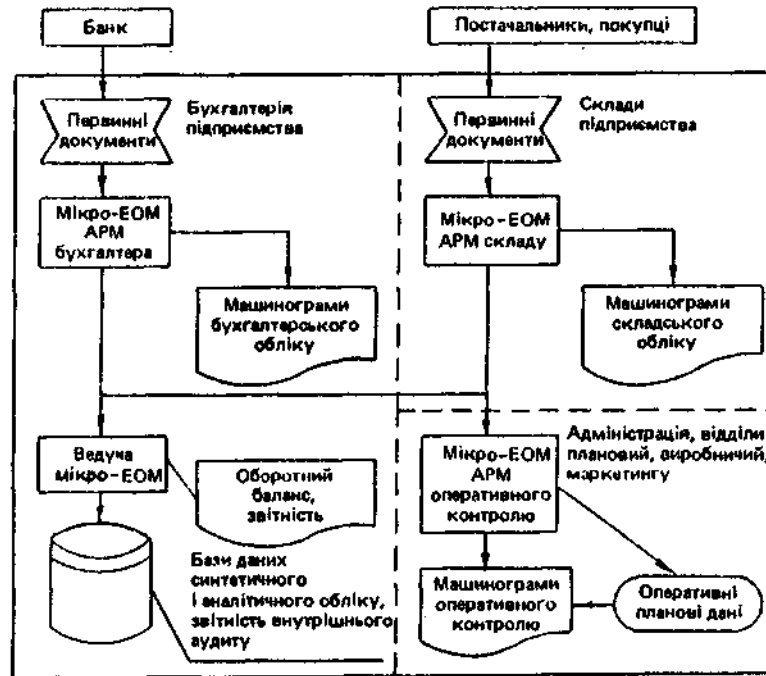 Банк
Постачальники, покупці
Первинні
документи
Бухгалтерія
підприємства
Первинні
документи
Склади
підприємства
Мікро-ЕОМ
АРМ
бухгалтера
Мікро-ЕОМ
АРМ складу
Машинограми
бухгалтерського
обліку
Машинограми
складського
обліку
Ведуча
мікро-ЕОМ
Оборотний
баланс,
звітність
Мікро-ЕОМ
АРМ
оперативного
контролю
Адміністрація, відділи
плановий, виробничий,
маркетингу
Бази даних
синтетичного
і аналітичного обліку,
звітність внутрішнього
аудиту
Машинограми
оперативного
контролю
Оперативні
планові дані